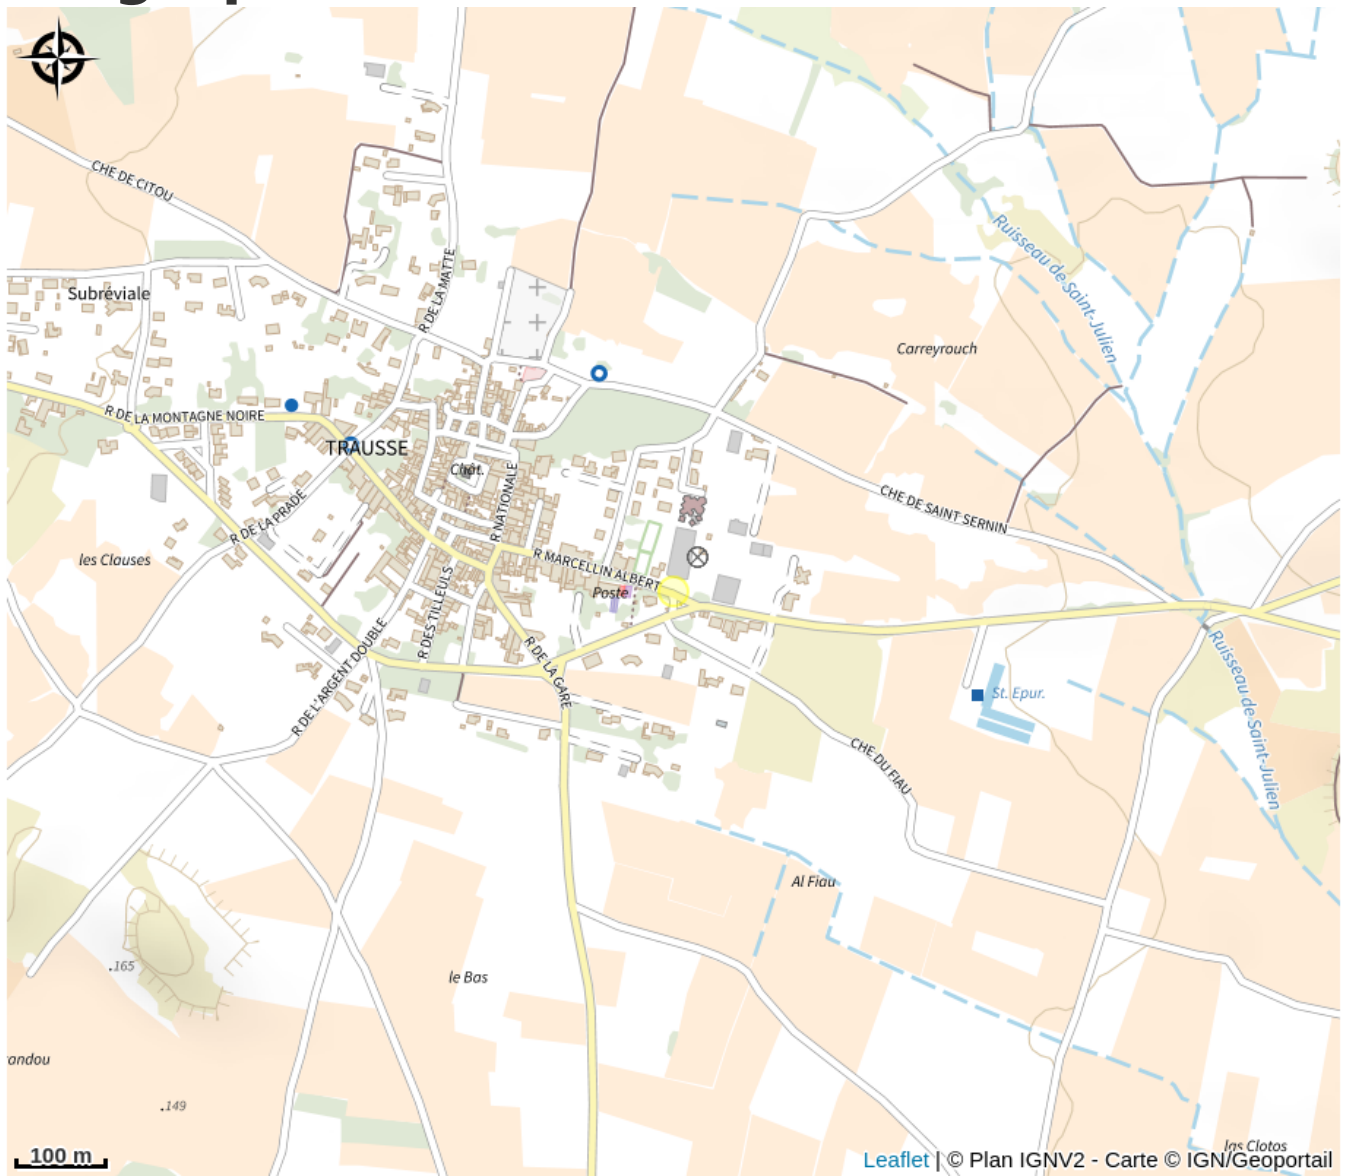 CHE DE CITOU
Ruisseau de Saint-Julien
R DE LA MATTE
Subréviale
Carreyrouch
R DE LA MONTAGNE NOIRE
TRAUSSE
Chât.
R NATIONALE
CHE DE SAINT SERNIN
R DE LA PRADE
les Clauses
R MARCELLIN ALBERT
Poste
R DES TILLEULS
R DE L'ARGENT DOUBLE
R DE LA GARE
St. Epur.
Ruisseau de Saint-Julien
CHE DU FIAU
Al Fiau
.165
le Bas
andou
.149
las Clotos
100 m
Leaflet | © Plan IGNV2 - Carte © IGN/Geoportail